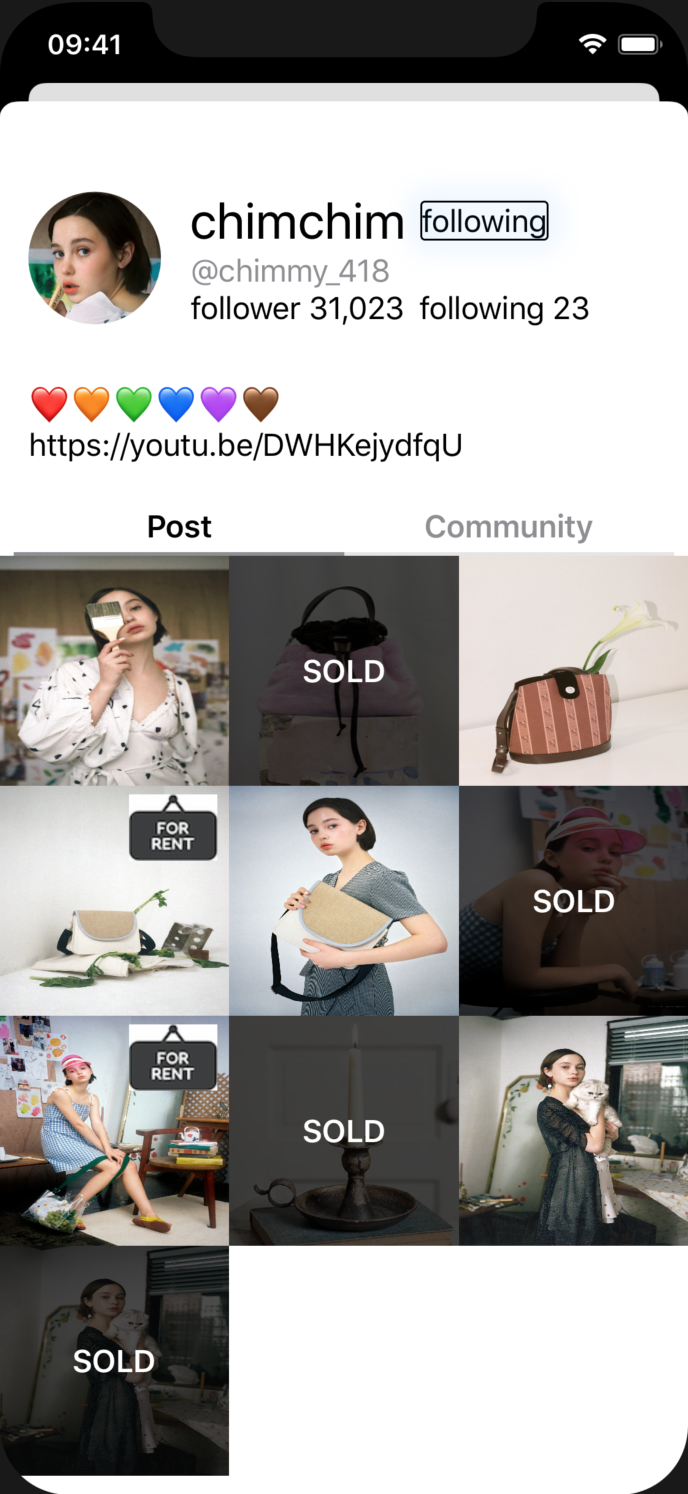 09:41
chimchim following
@chimmy_418
follower 31,023 following 23
❤️🧡💚💙💜🤎
https://youtu.be/DWHKejydfqU
Post Community
SOLD
FOR
RENT
SOLD
FOR
RENT
SOLD
SOLD